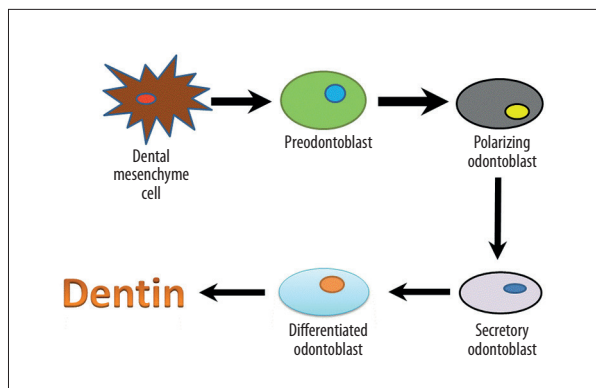 Dental
mesenchyme
cell
Preodontoblast
Polarizing
odontoblast
Secretory
odontoblast
Differentiated
odontoblast
Dentin